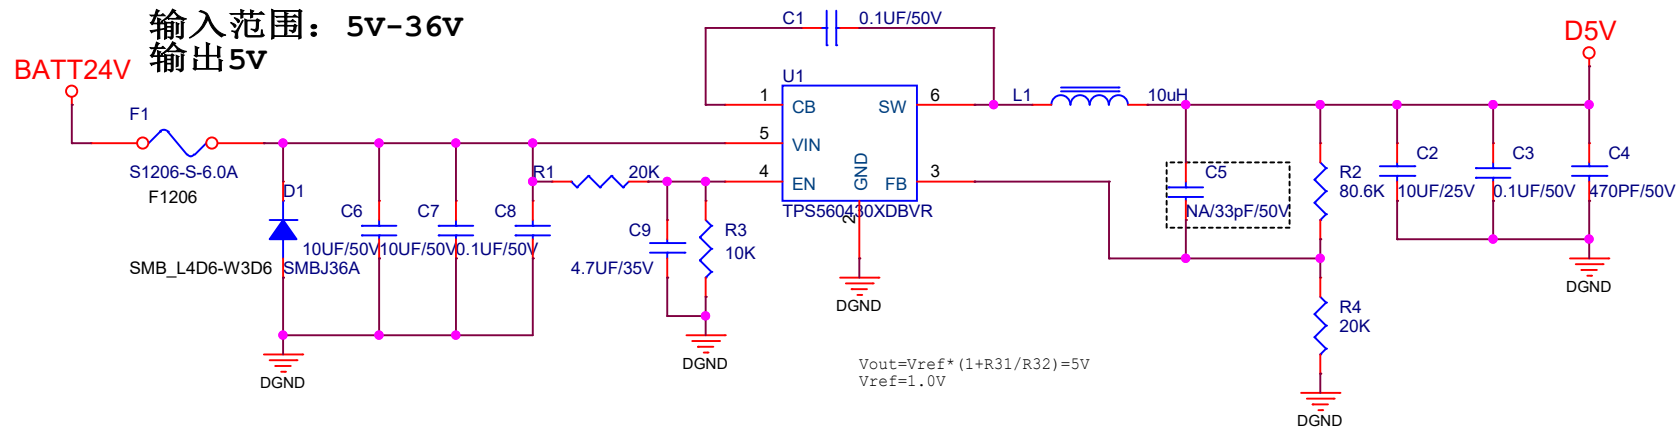 输入范围：5V-36V
输出5V
BATT24V
F1
S1206-S-6.0A
F1206
D1
SMB_L4D6-W3D6
SMBJ36A
C6
10UF/50V
C7
10UF/50V
C8
0.1UF/50V
R1
20K
C9
4.7UF/35V
R3
10K
C1
0.1UF/50V
U1
1
CB
SW
6
5
VIN
4
EN
GND
FB
3
2
TPS560430XDBVR
L1
10uH
C5
NA/33pF/50V
R2
80.6K
R4
20K
C2
10UF/25V
C3
0.1UF/50V
C4
470PF/50V
D5V
DGND
DGND
DGND
DGND
DGND
Vout=Vref*(1+R31/R32)=5V
Vref=1.0V